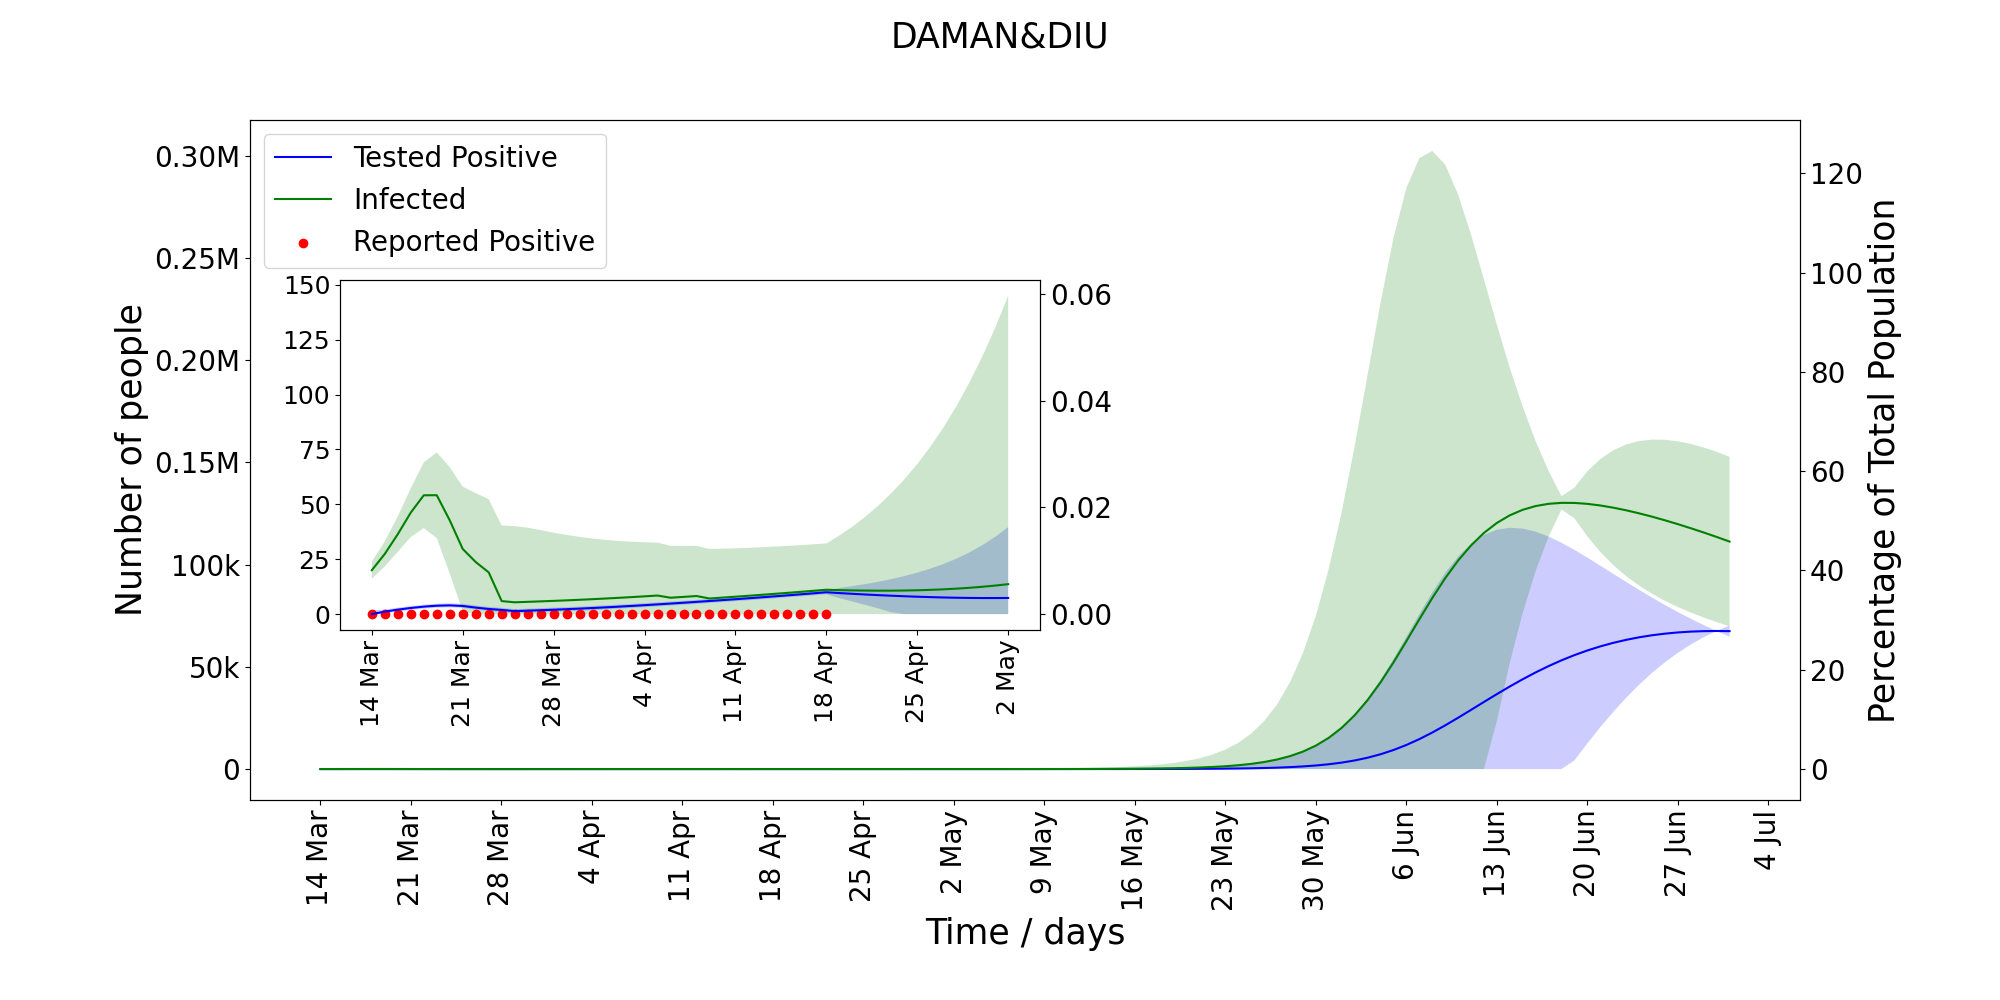 DAMAN&DIU
Tested Positive
Infected
Reported Positive
Number of people
0.30M
0.25M
0.20M
0.15M
100k
50k
0
150
125
100
75
50
25
0
0.06
0.04
0.02
0.00
14 Mar
21 Mar
28 Mar
4 Apr
11 Apr
18 Apr
25 Apr
2 May
120
100
80
60
40
20
0
Percentage of Total Population
14 Mar
21 Mar
28 Mar
4 Apr
11 Apr
18 Apr
25 Apr
2 May
9 May
16 May
23 May
30 May
6 Jun
13 Jun
20 Jun
27 Jun
4 Jul
Time / days